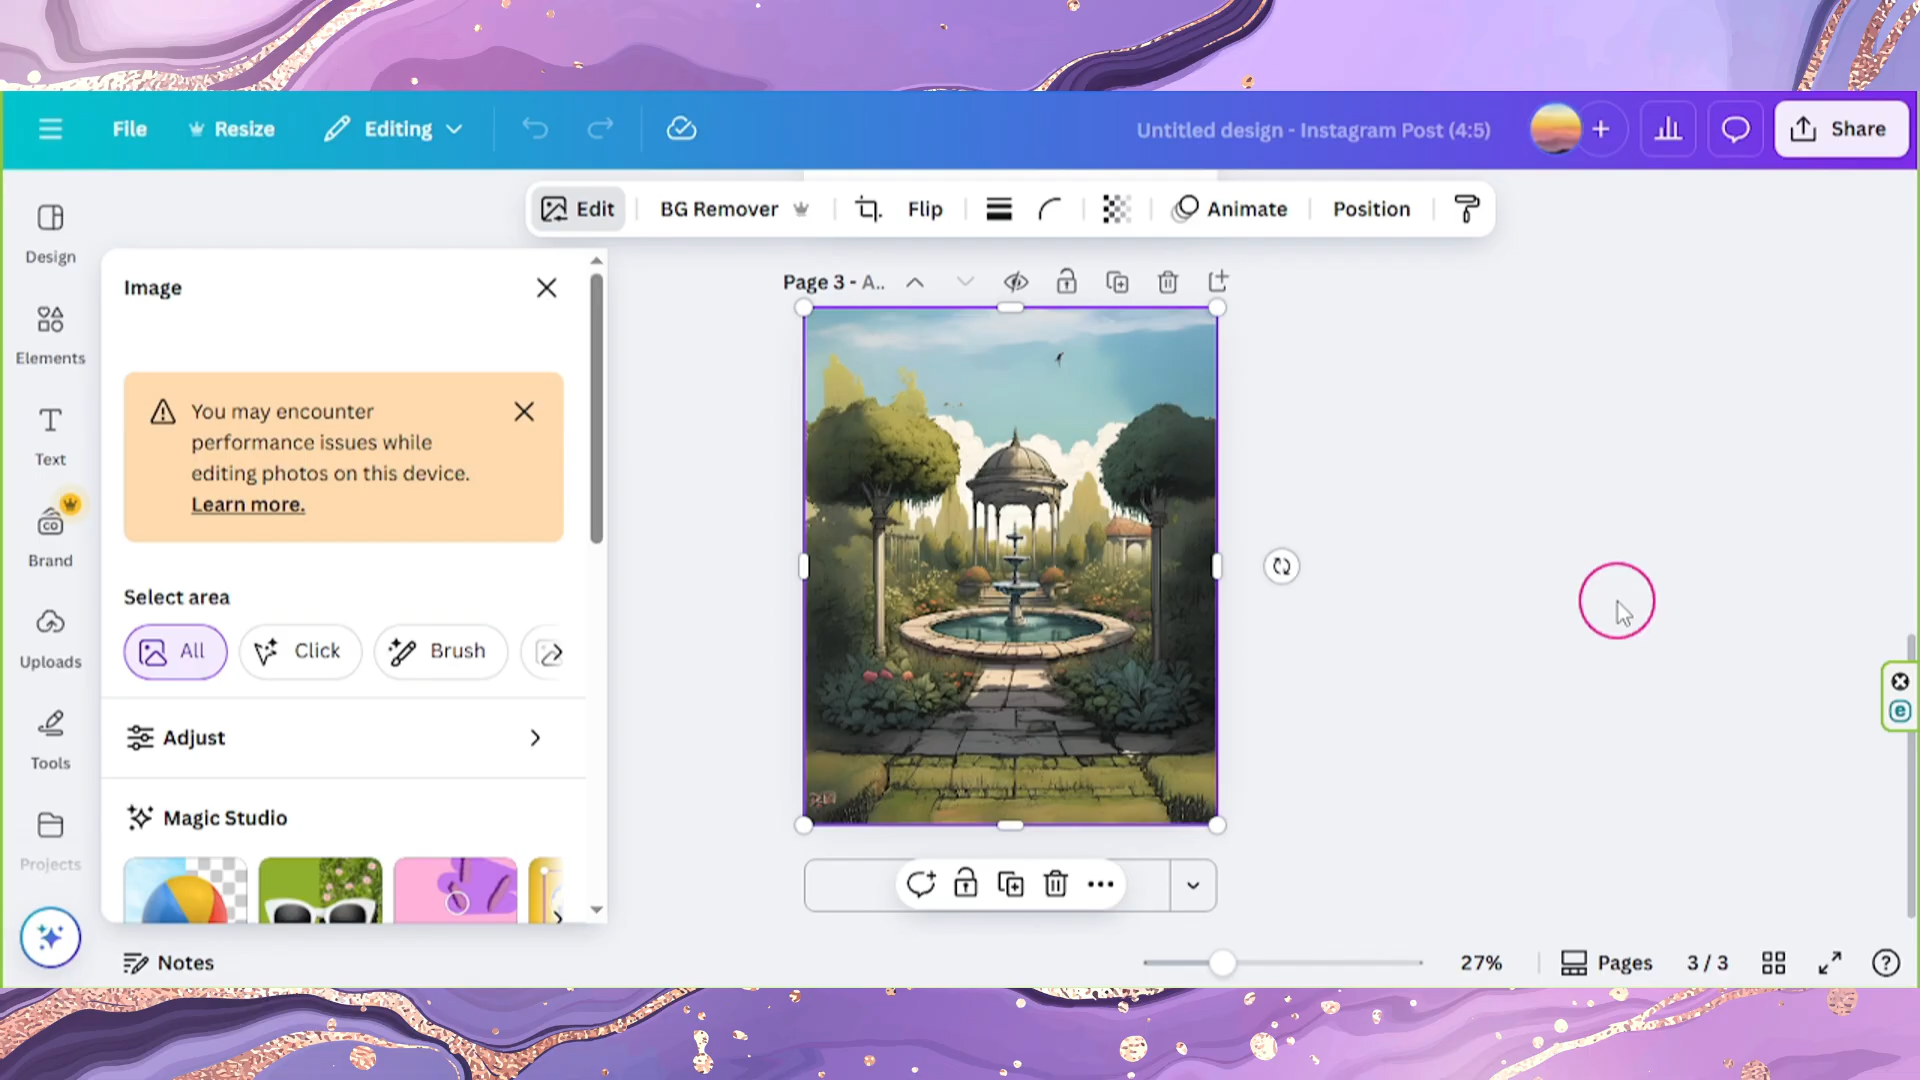 File
Resize
Editing
Untitled design - Instagram Post (4:5)
Share
Edit
BG Remover
Flip
Animate
Position
Design
Elements
Text
Brand
CO
Uploads
Tools
Projects
Image
You may encounter
performance issues while
editing photos on this device.
Learn more.
Select area
All
Click
Brush
Adjust
Magic Studio
Page 3 - A..
Notes
27%
Pages
3 / 3